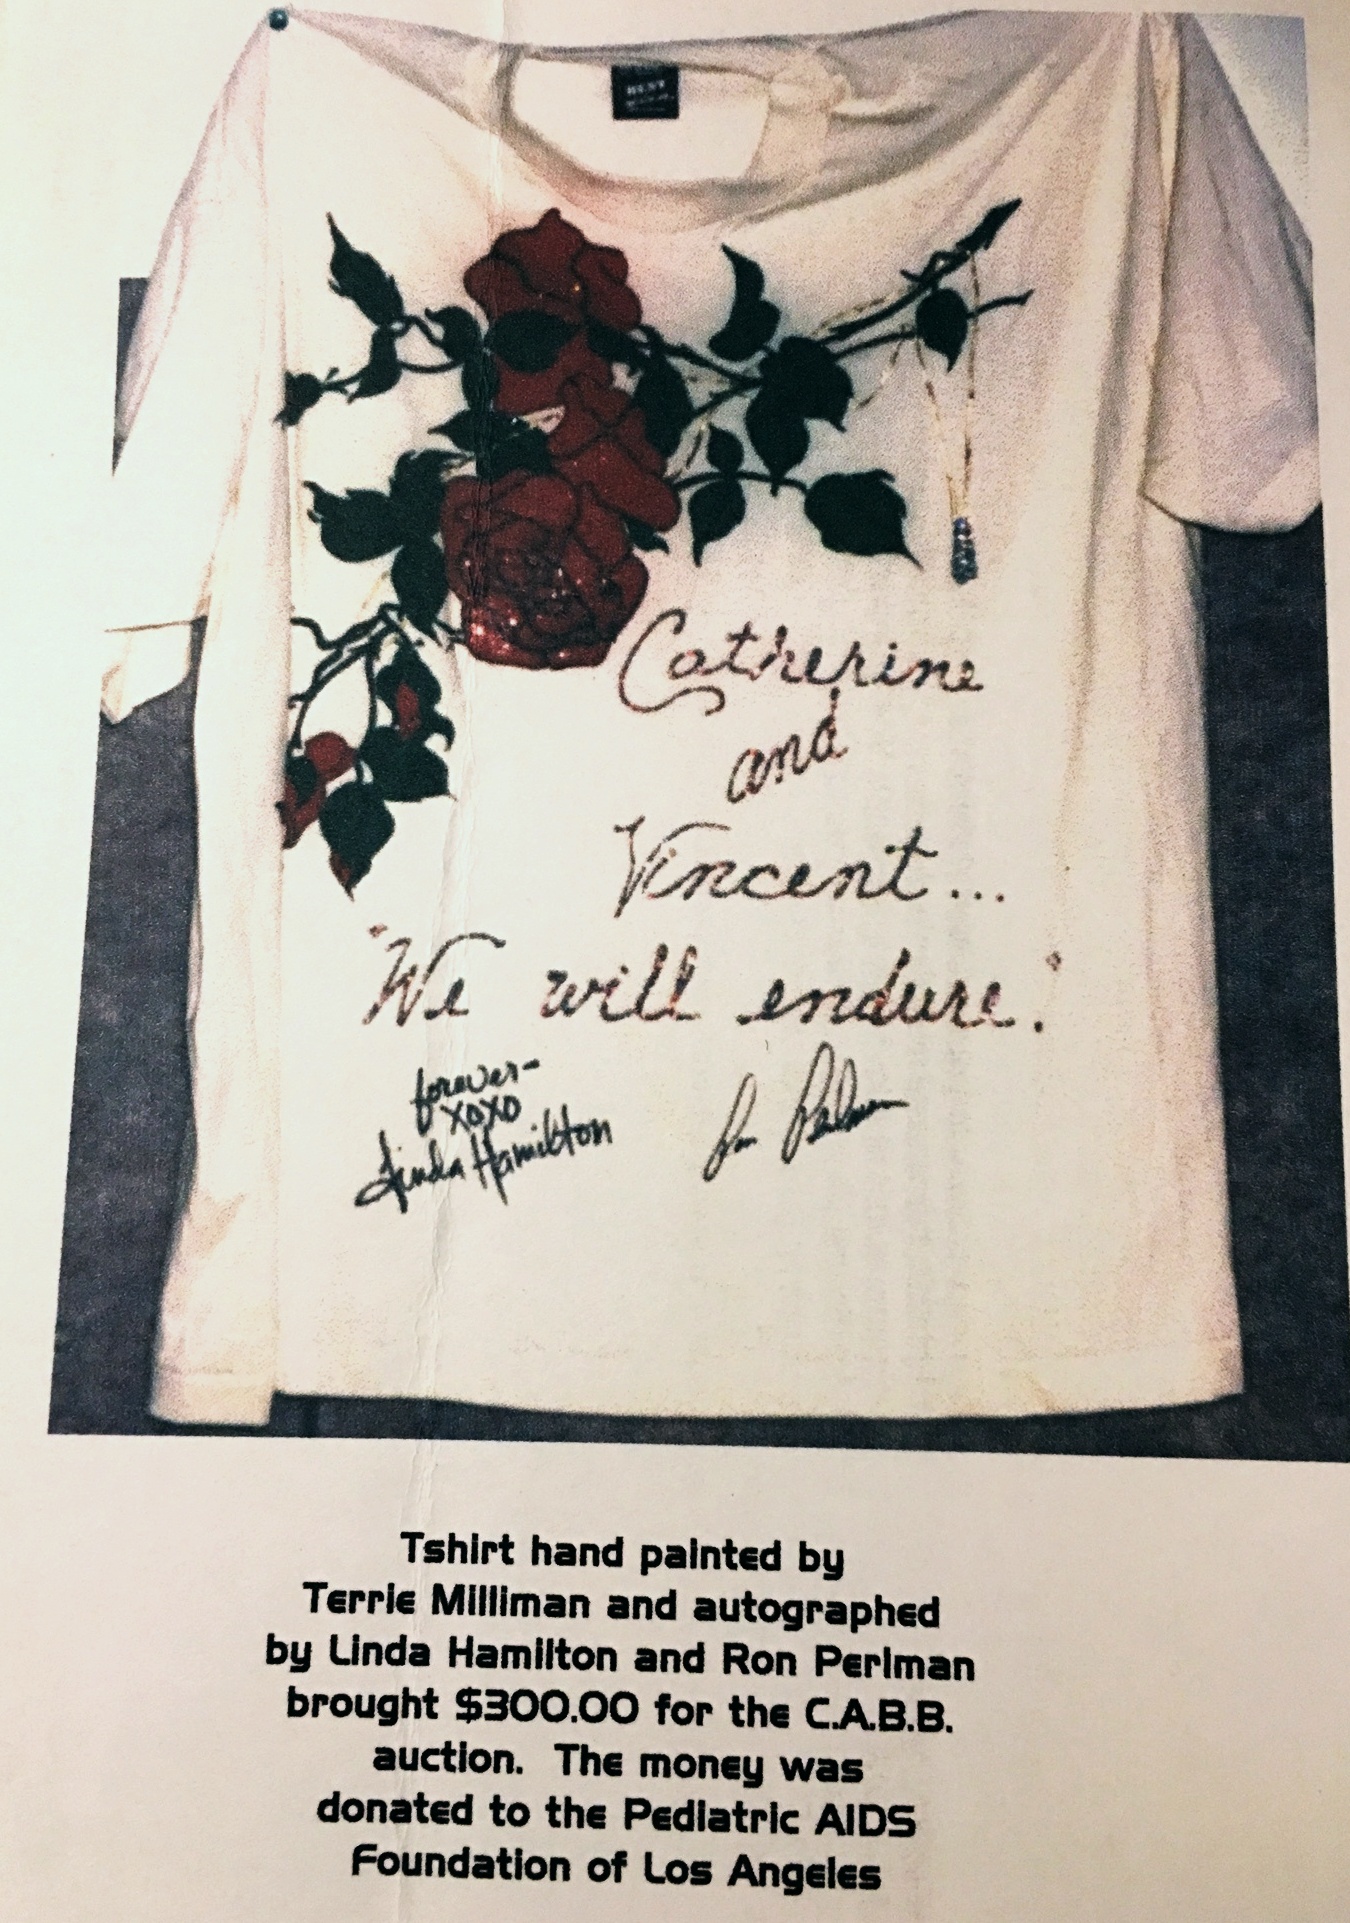 Catherine
and
Vincent...
"We will endure."
forever-
xoxo
Linda Hamilton
Ron Perlman
Tshirt hand painted by
Terrie Milliman and autographed
by Linda Hamilton and Ron Perlman
brought $300.00 for the C.A.B.B.
auction. The money was
donated to the Pediatric AIDS
Foundation of Los Angeles